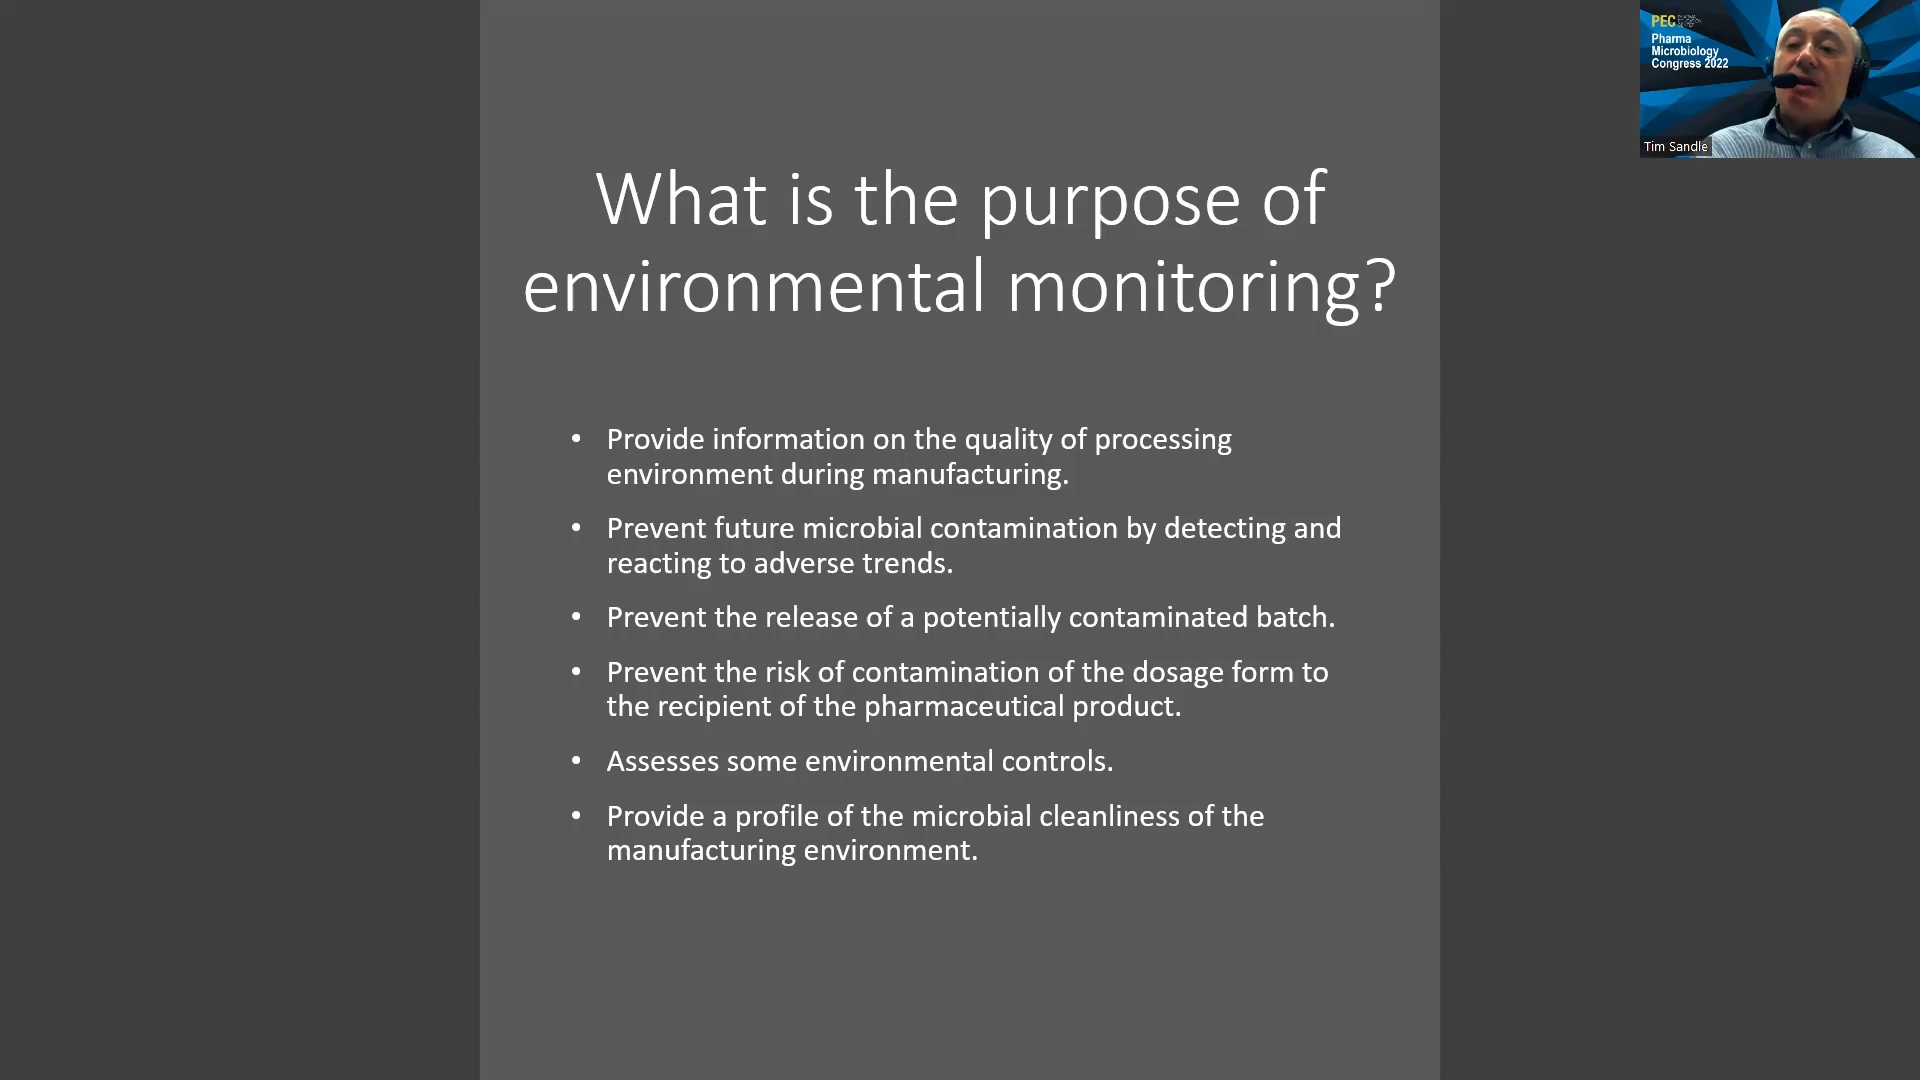 What is the purpose of
environmental monitoring?
• Provide information on the quality of processing
environment during manufacturing.
• Prevent future microbial contamination by detecting and
reacting to adverse trends.
• Prevent the release of a potentially contaminated batch.
• Prevent the risk of contamination of the dosage form to
the recipient of the pharmaceutical product.
• Assesses some environmental controls.
• Provide a profile of the microbial cleanliness of the
manufacturing environment.
PEC
Pharma
Microbiology
Congress 2022
Tim Sandle